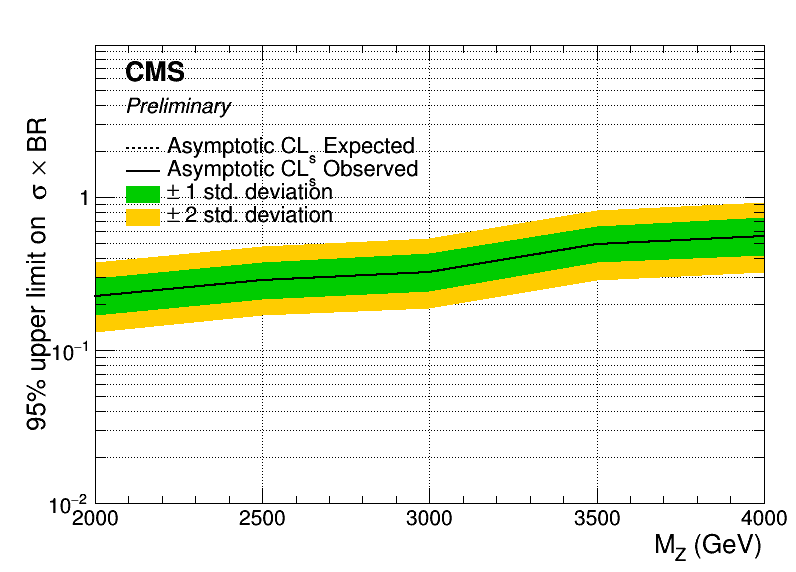 CMS
Preliminary
Asymptotic CLs Expected
Asymptotic CLs Observed
± 1 std. deviation
± 2 std. deviation
95% upper limit on σ × BR
1
10−1
10−2
2000 2500 3000 3500 4000
MZ (GeV)